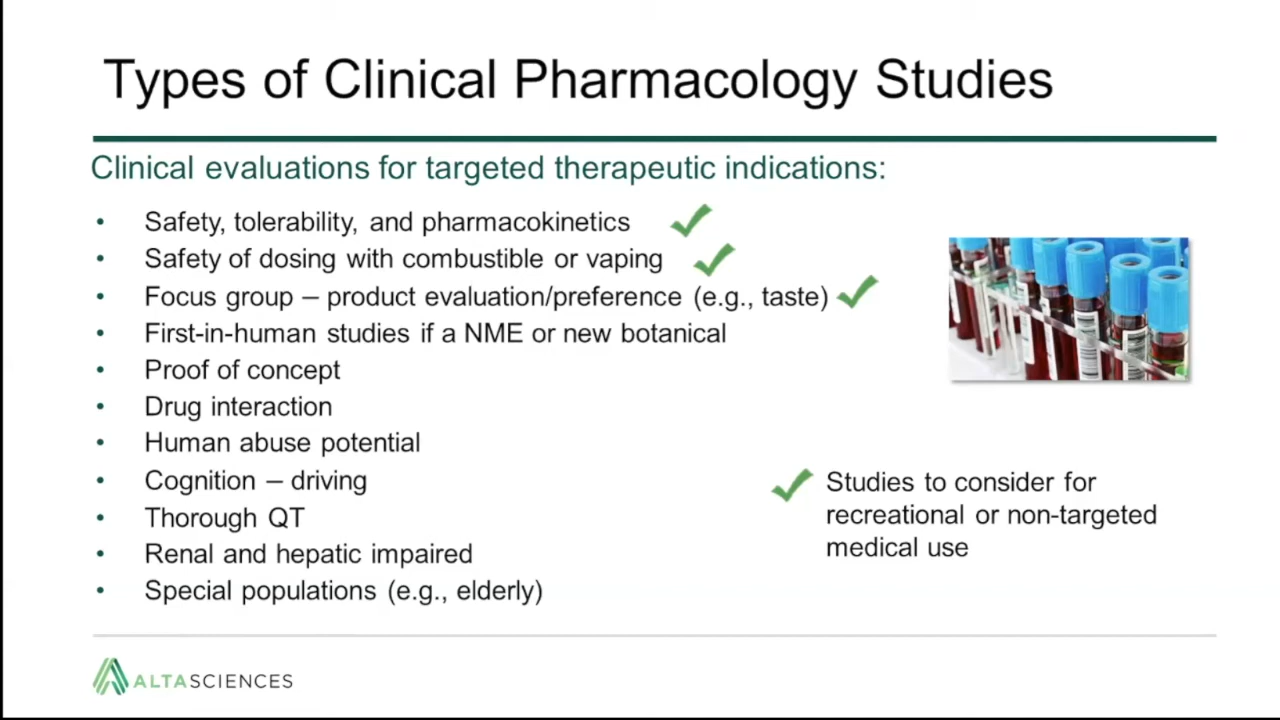 Types of Clinical Pharmacology Studies
Clinical evaluations for targeted therapeutic indications:
• Safety, tolerability, and pharmacokinetics
• Safety of dosing with combustible or vaping
• Focus group – product evaluation/preference (e.g., taste)
• First-in-human studies if a NME or new botanical
• Proof of concept
• Drug interaction
• Human abuse potential
• Cognition – driving
• Thorough QT
• Renal and hepatic impaired
• Special populations (e.g., elderly)
Studies to consider for
recreational or non-targeted
medical use
ALTASCIENCES